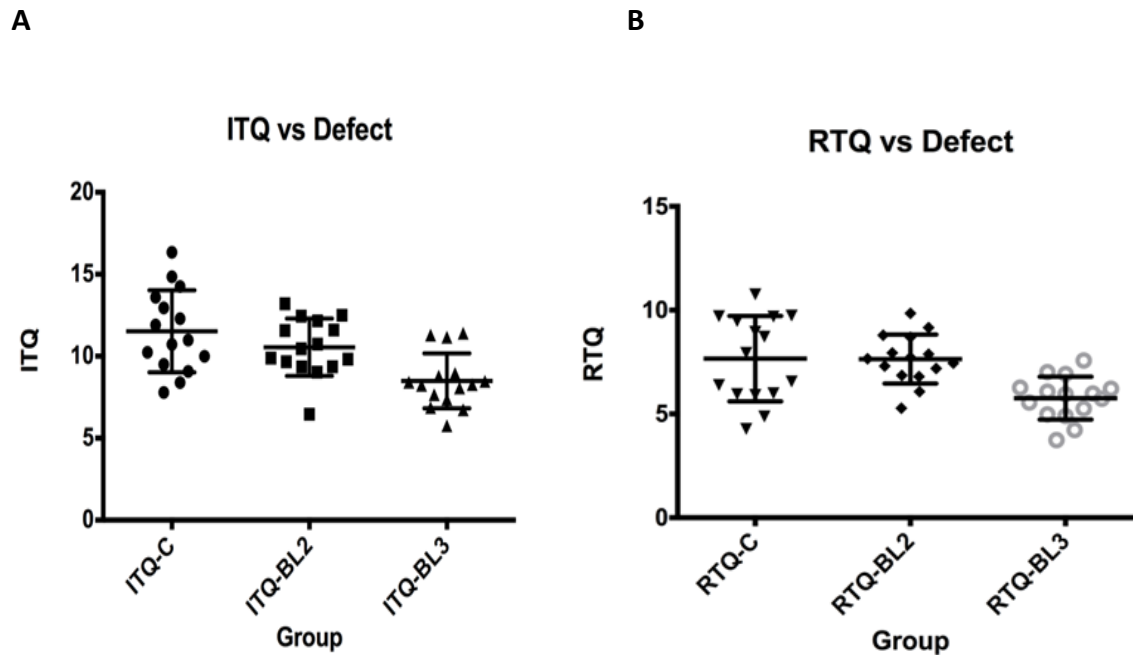 A
B
ITQ vs Defect
20
15
10
5
0
ITQ
ITQ-C
ITQ-BL2
ITQ-BL3
Group
RTQ vs Defect
15
10
5
0
RTQ
RTQ-C
RTQ-BL2
RTQ-BL3
Group